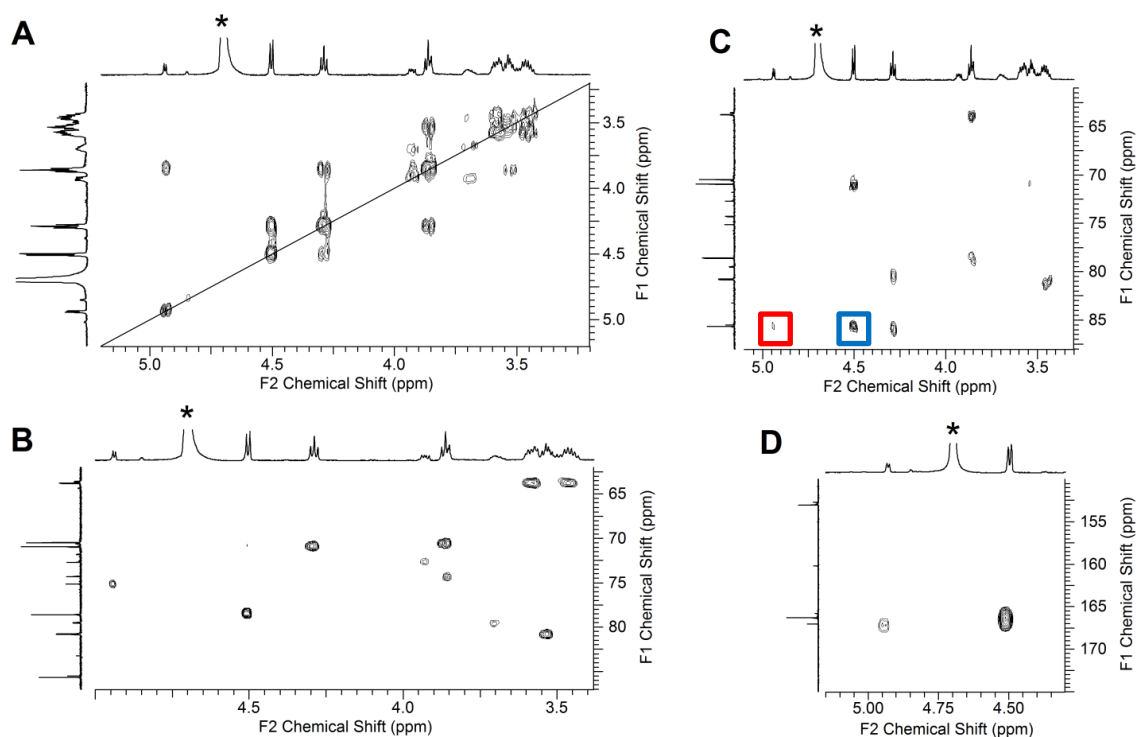 A
*
3.5
4.0
4.5
5.0
F1 Chemical Shift (ppm)
5.0 4.5 4.0 3.5
F2 Chemical Shift (ppm)
B
*
65
70
75
80
F1 Chemical Shift (ppm)
5.0 4.5 4.0 3.5
F2 Chemical Shift (ppm)
C
*
65
70
75
80
85
F1 Chemical Shift (ppm)
5.0 4.5 4.0 3.5
F2 Chemical Shift (ppm)
D
*
155
160
165
170
F1 Chemical Shift (ppm)
5.00 4.75 4.50
F2 Chemical Shift (ppm)